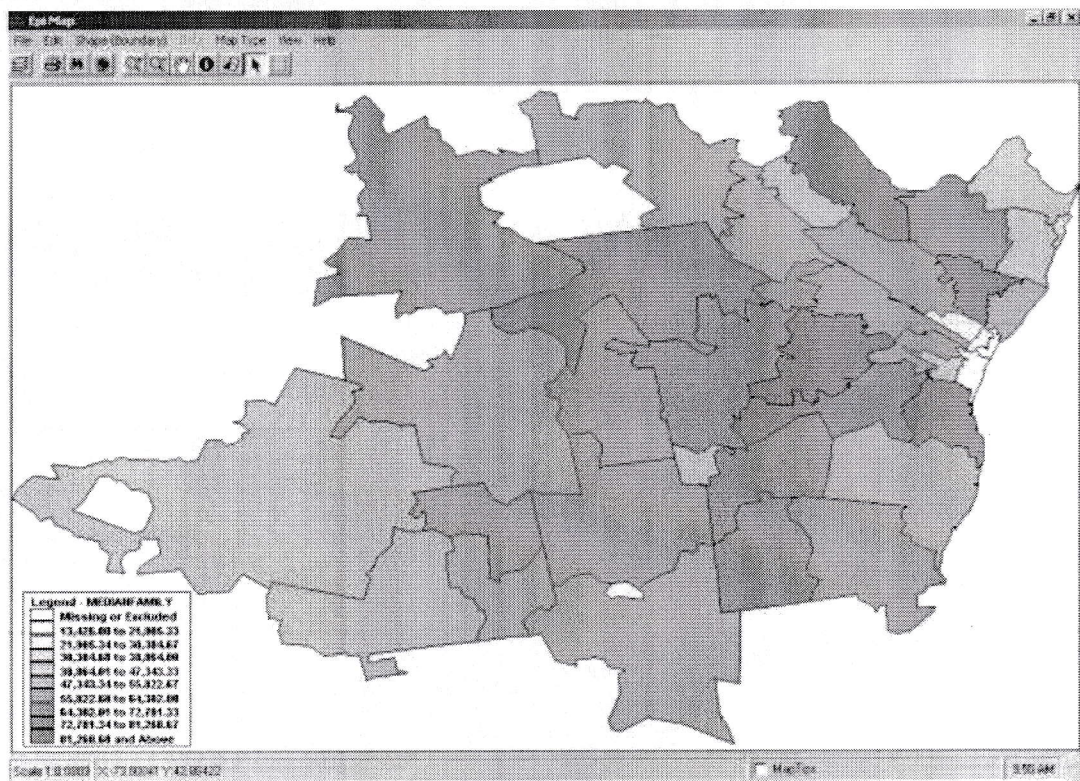 Epi Map
File Edit Shape (Boundary) Map Type View Help
Legend - MEDIANFAMILY
Missing or Excluded
13,426.00 to 21,905.33
21,905.34 to 30,384.67
30,384.68 to 38,864.00
38,864.01 to 47,343.33
47,343.34 to 55,822.67
55,822.68 to 64,302.00
64,302.01 to 72,781.33
72,781.34 to 81,260.67
81,260.68 and Above
MapTips